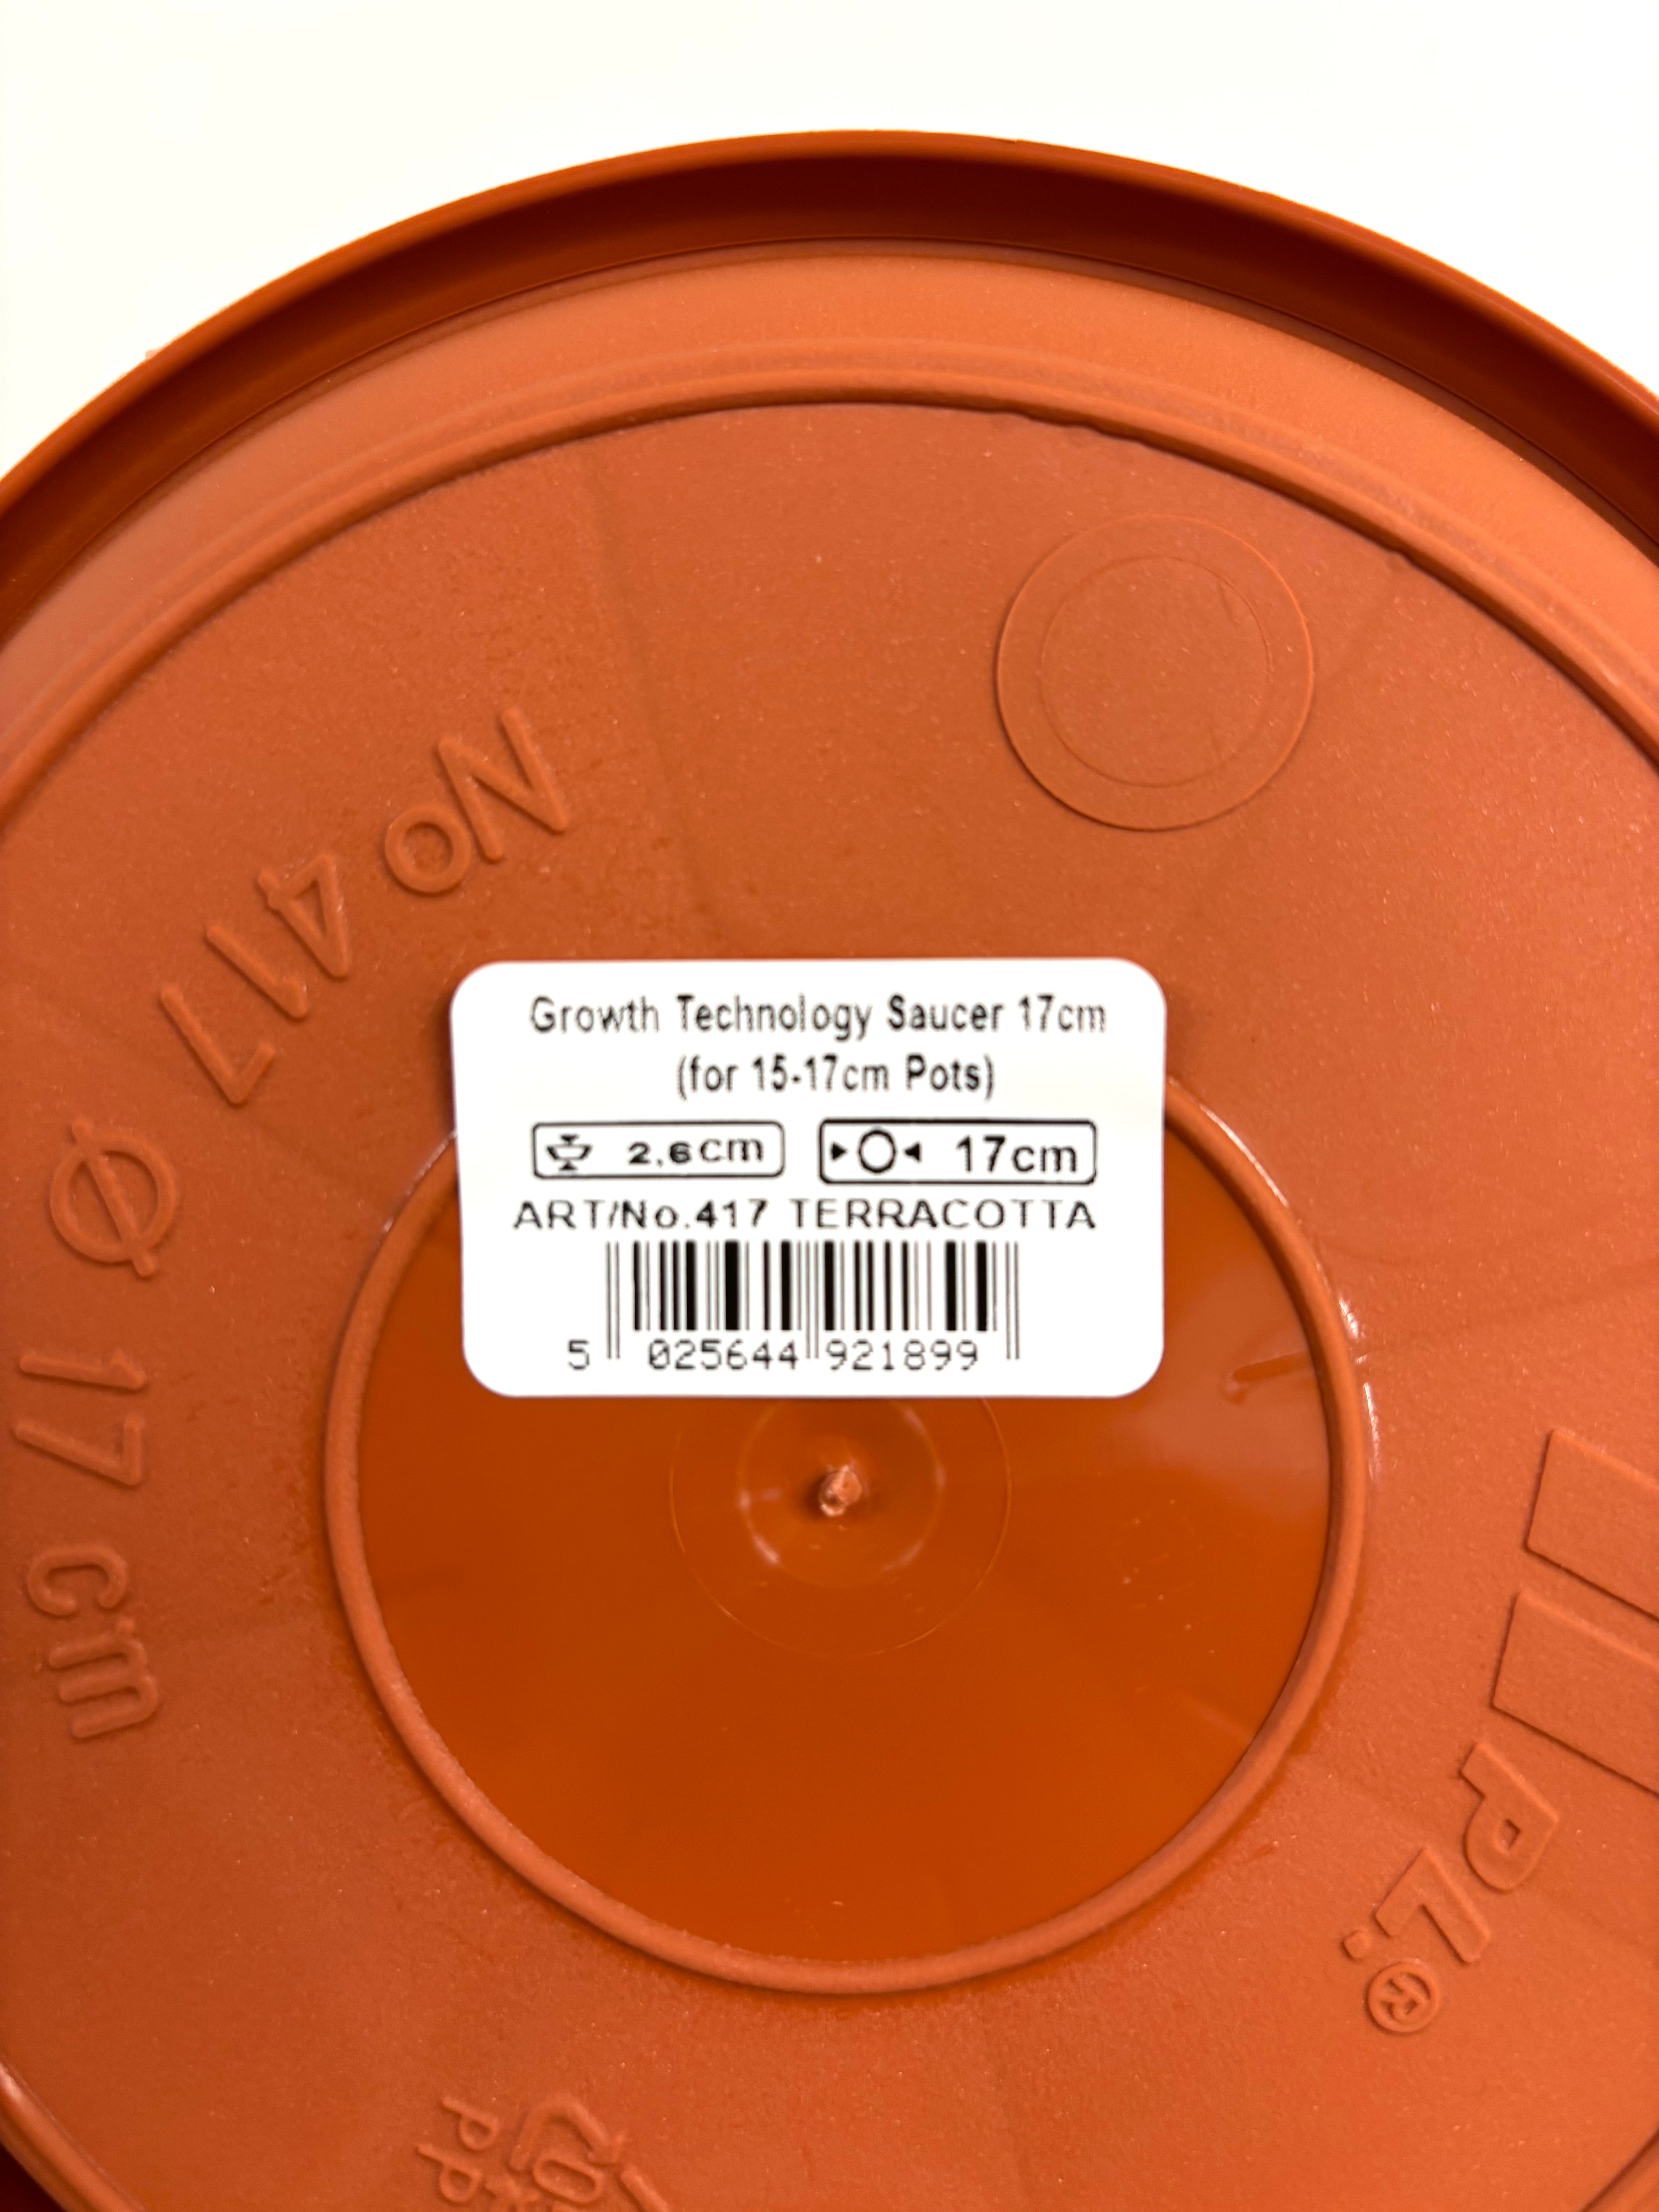 Growth Technology Saucer 17cm
(for 15-17cm Pots)
2,6cm 17cm
ART/No.417 TERRACOTTA
5 025644 921899
No 417
Ø 17 cm
PL.®
PP